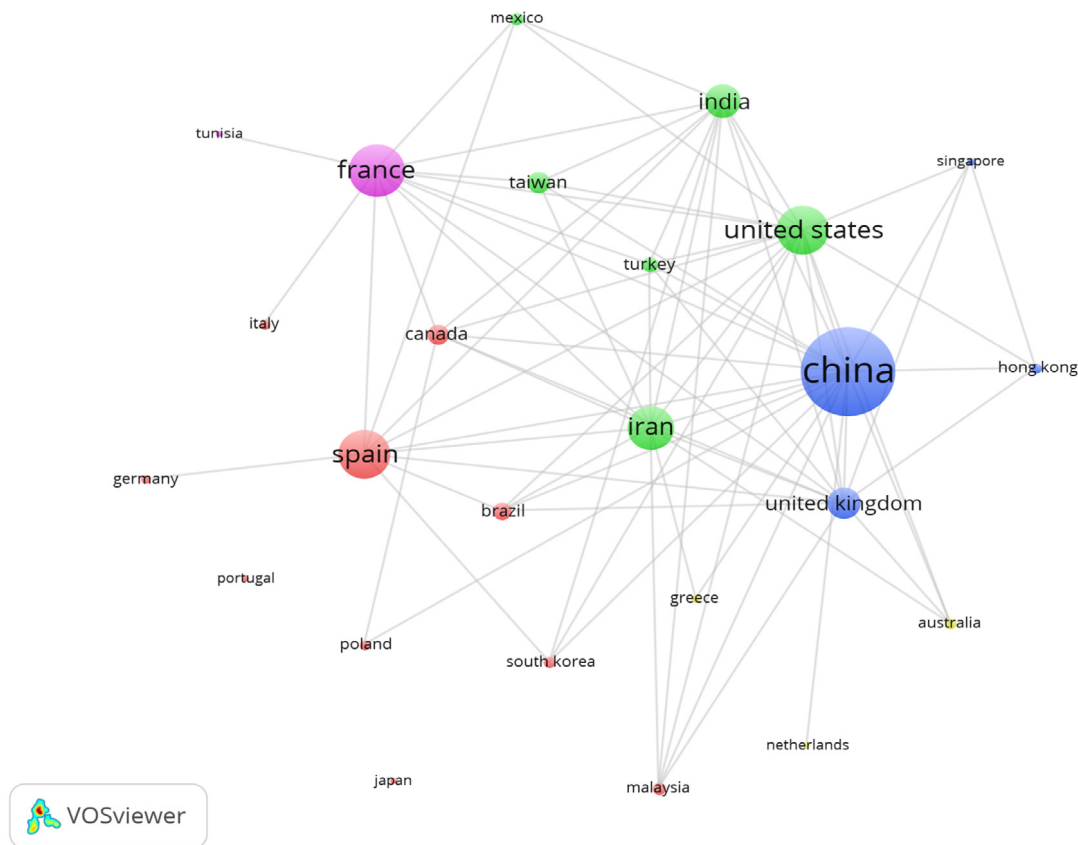 mexico
india
tunisia
singapore
france
taiwan
united states
turkey
italy
canada
china
hong kong
iran
spain
germany
brazil
united kingdom
portugal
greece
australia
poland
south korea
netherlands
japan
malaysia
VOSviewer